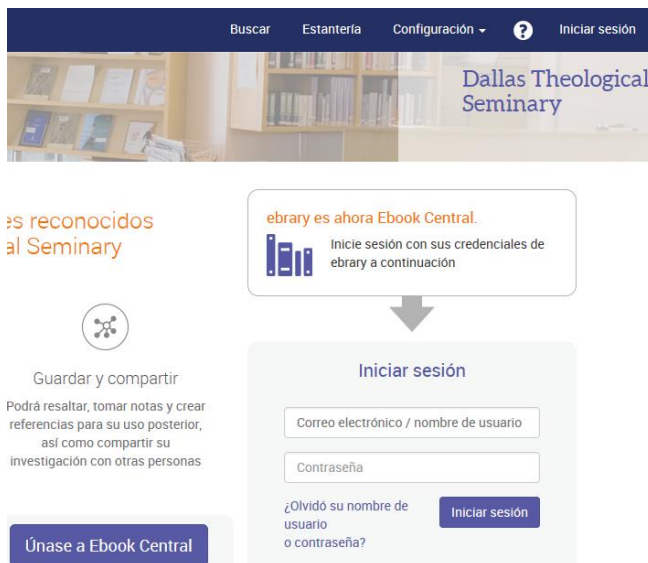 Buscar Estantería Configuración ? Iniciar sesión
Dallas Theological
Seminary
es reconocidos
al Seminary
Guardar y compartir
Podrá resaltar, tomar notas y crear
referencias para su uso posterior,
así como compartir su
investigación con otras personas
Únase a Ebook Central
ebrary es ahora Ebook Central.
Inicie sesión con sus credenciales de
ebrary a continuación
Iniciar sesión
Correo electrónico / nombre de usuario
Contraseña
¿Olvidó su nombre de
usuario
o contraseña?
Iniciar sesión